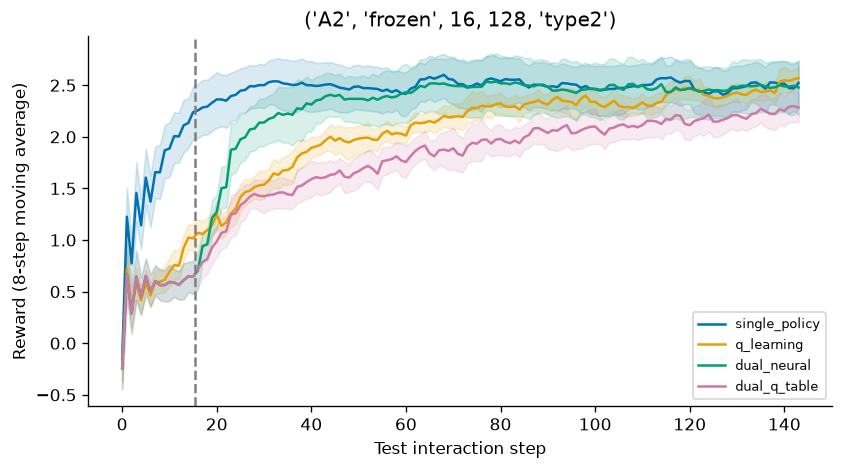 ('A2', 'frozen', 16, 128, 'type2')
Reward (8-step moving average)
2.5
2.0
1.5
1.0
0.5
0.0
−0.5
0
20
40
60
80
100
120
140
Test interaction step
single_policy
q_learning
dual_neural
dual_q_table